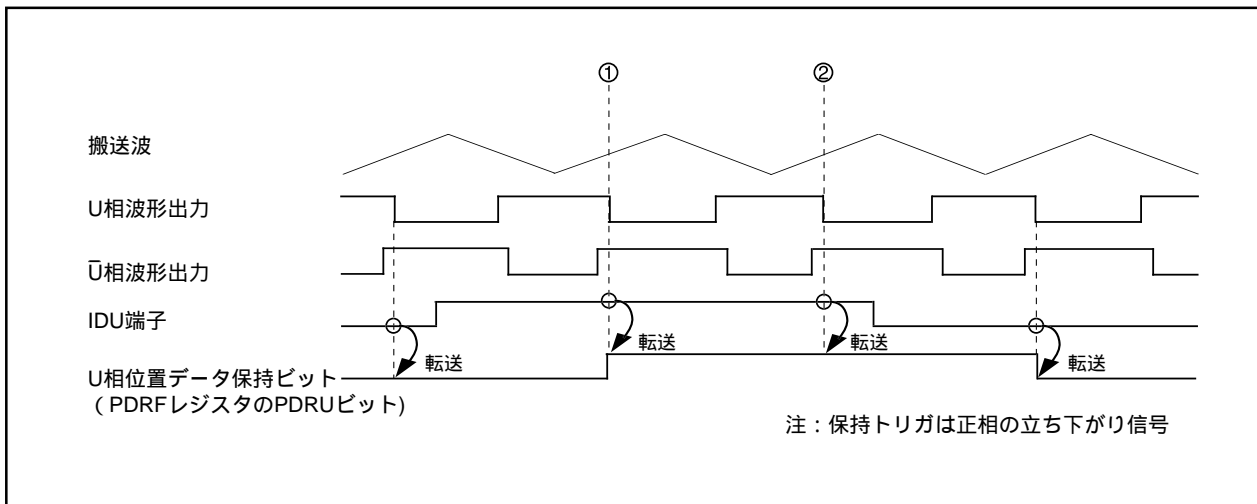 ① ②
搬送波
U相波形出力
U̅相波形出力
IDU端子
転送 転送 転送 転送
U相位置データ保持ビット
(PDRFレジスタのPDRUビット)
注：保持トリガは正相の立ち下がり信号